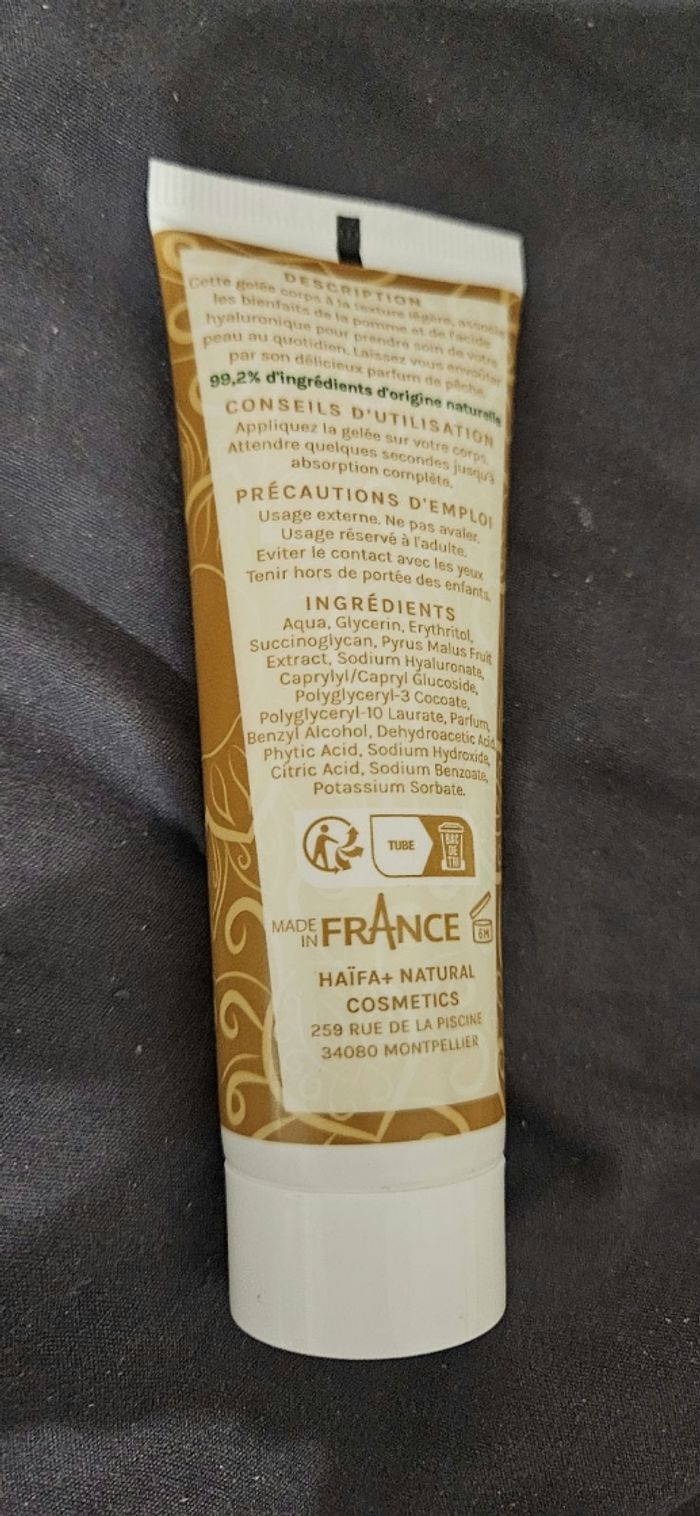 DESCRIPTION
Cette gelée corps à la texture légère, associe
les bienfaits de la pomme et de l'acide
hyaluronique pour prendre soin de votre
peau au quotidien. Laissez vous envoûter
par son délicieux parfum de pêche.
99,2% d'ingrédients d'origine naturelle
CONSEILS D'UTILISATION
Appliquez la gelée sur votre corps.
Attendre quelques secondes jusqu'à
absorption complète.
PRÉCAUTIONS D'EMPLOI
Usage externe. Ne pas avaler.
Usage réservé à l'adulte.
Eviter le contact avec les yeux
Tenir hors de portée des enfants.
INGRÉDIENTS
Aqua, Glycerin, Erythritol,
Succinoglycan, Pyrus Malus Fruit
Extract, Sodium Hyaluronate,
Caprylyl/Capryl Glucoside,
Polyglyceryl-3 Cocoate,
Polyglyceryl-10 Laurate, Parfum,
Benzyl Alcohol, Dehydroacetic Acid,
Phytic Acid, Sodium Hydroxide,
Citric Acid, Sodium Benzoate,
Potassium Sorbate.
TUBE
BAC
DE
TRI
MADE
IN
FRANCE
6M
HAÏFA+ NATURAL
COSMETICS
259 RUE DE LA PISCINE
34080 MONTPELLIER